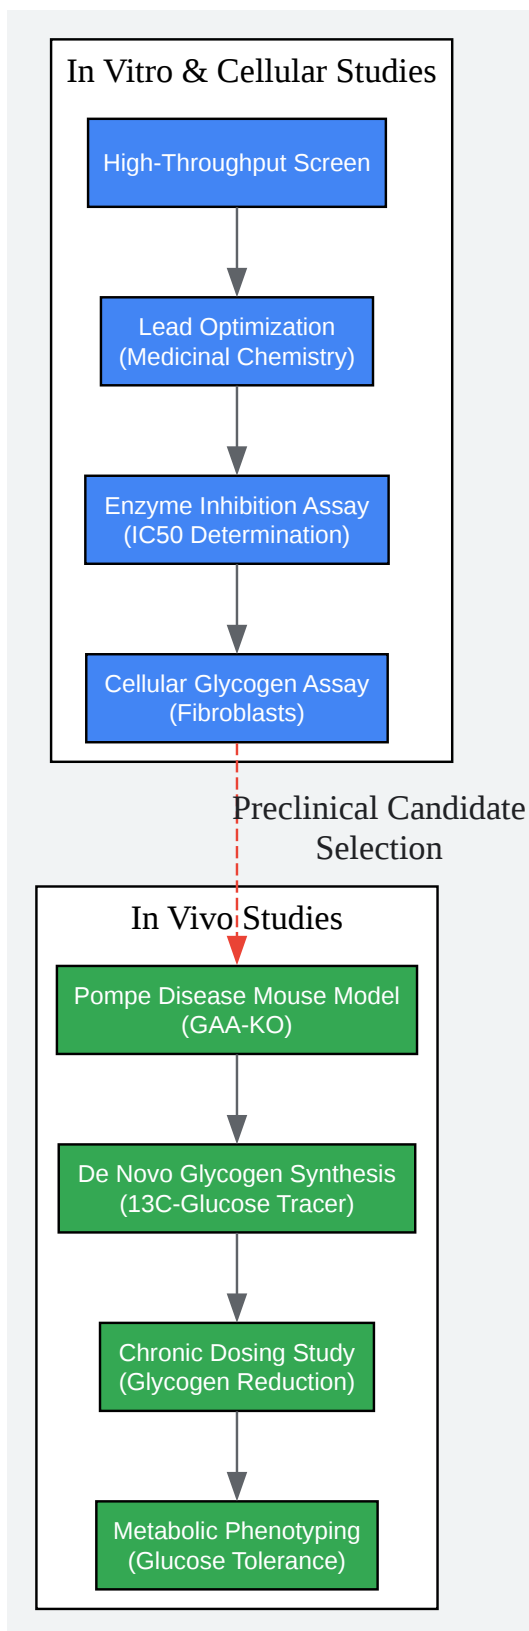 In Vitro & Cellular Studies
High-Throughput Screen
Lead Optimization
(Medicinal Chemistry)
Enzyme Inhibition Assay
(IC50 Determination)
Cellular Glycogen Assay
(Fibroblasts)
Preclinical Candidate
Selection
In Vivo Studies
Pompe Disease Mouse Model
(GAA-KO)
De Novo Glycogen Synthesis
(13C-Glucose Tracer)
Chronic Dosing Study
(Glycogen Reduction)
Metabolic Phenotyping
(Glucose Tolerance)